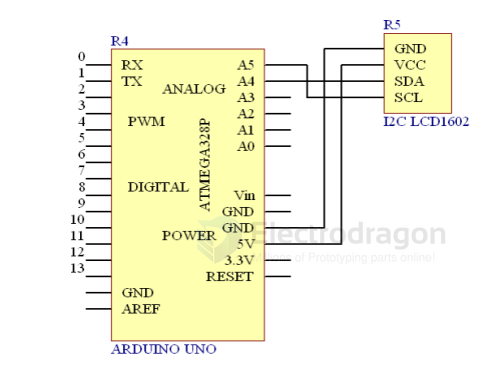 R4
R5
0
1
2
3
4
5
6
7
8
9
10
11
12
13
RX
TX
ANALOG
PWM
ATMEGA328P
DIGITAL
POWER
GND
AREF
A5
A4
A3
A2
A1
A0
Vin
GND
GND
5V
3.3V
RESET
ARDUINO UNO
GND
VCC
SDA
SCL
I2C LCD1602
Electrodragon
of Prototyping parts online!